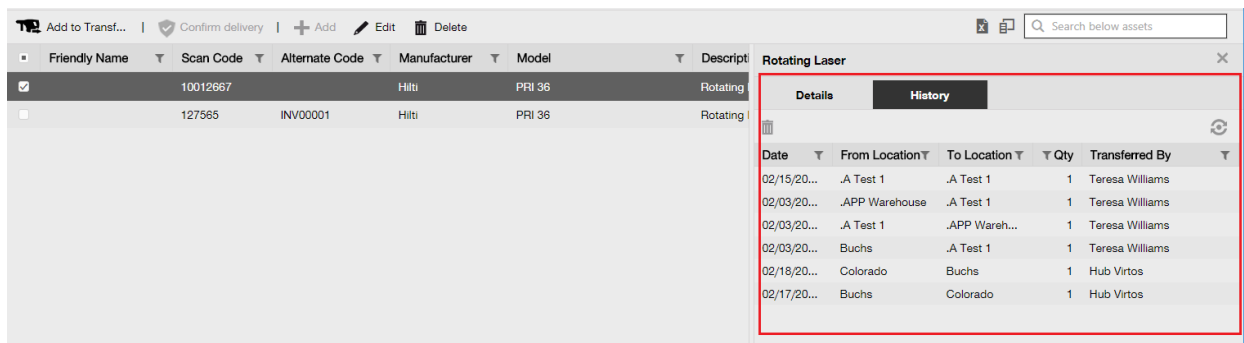 Add to Transf... | Confirm delivery | Add Edit Delete Search below assets
Friendly Name Scan Code Alternate Code Manufacturer Model Descripti
10012667 Hilti PRI 36 Rotating
127565 INV00001 Hilti PRI 36 Rotating
Rotating Laser
Details History
Date From Location To Location Qty Transferred By
02/15/20... .A Test 1 .A Test 1 1 Teresa Williams
02/03/20... .APP Warehouse .A Test 1 1 Teresa Williams
02/03/20... .A Test 1 .APP Wareh... 1 Teresa Williams
02/03/20... Buchs .A Test 1 1 Teresa Williams
02/18/20... Colorado Buchs 1 Hub Virtos
02/17/20... Buchs Colorado 1 Hub Virtos